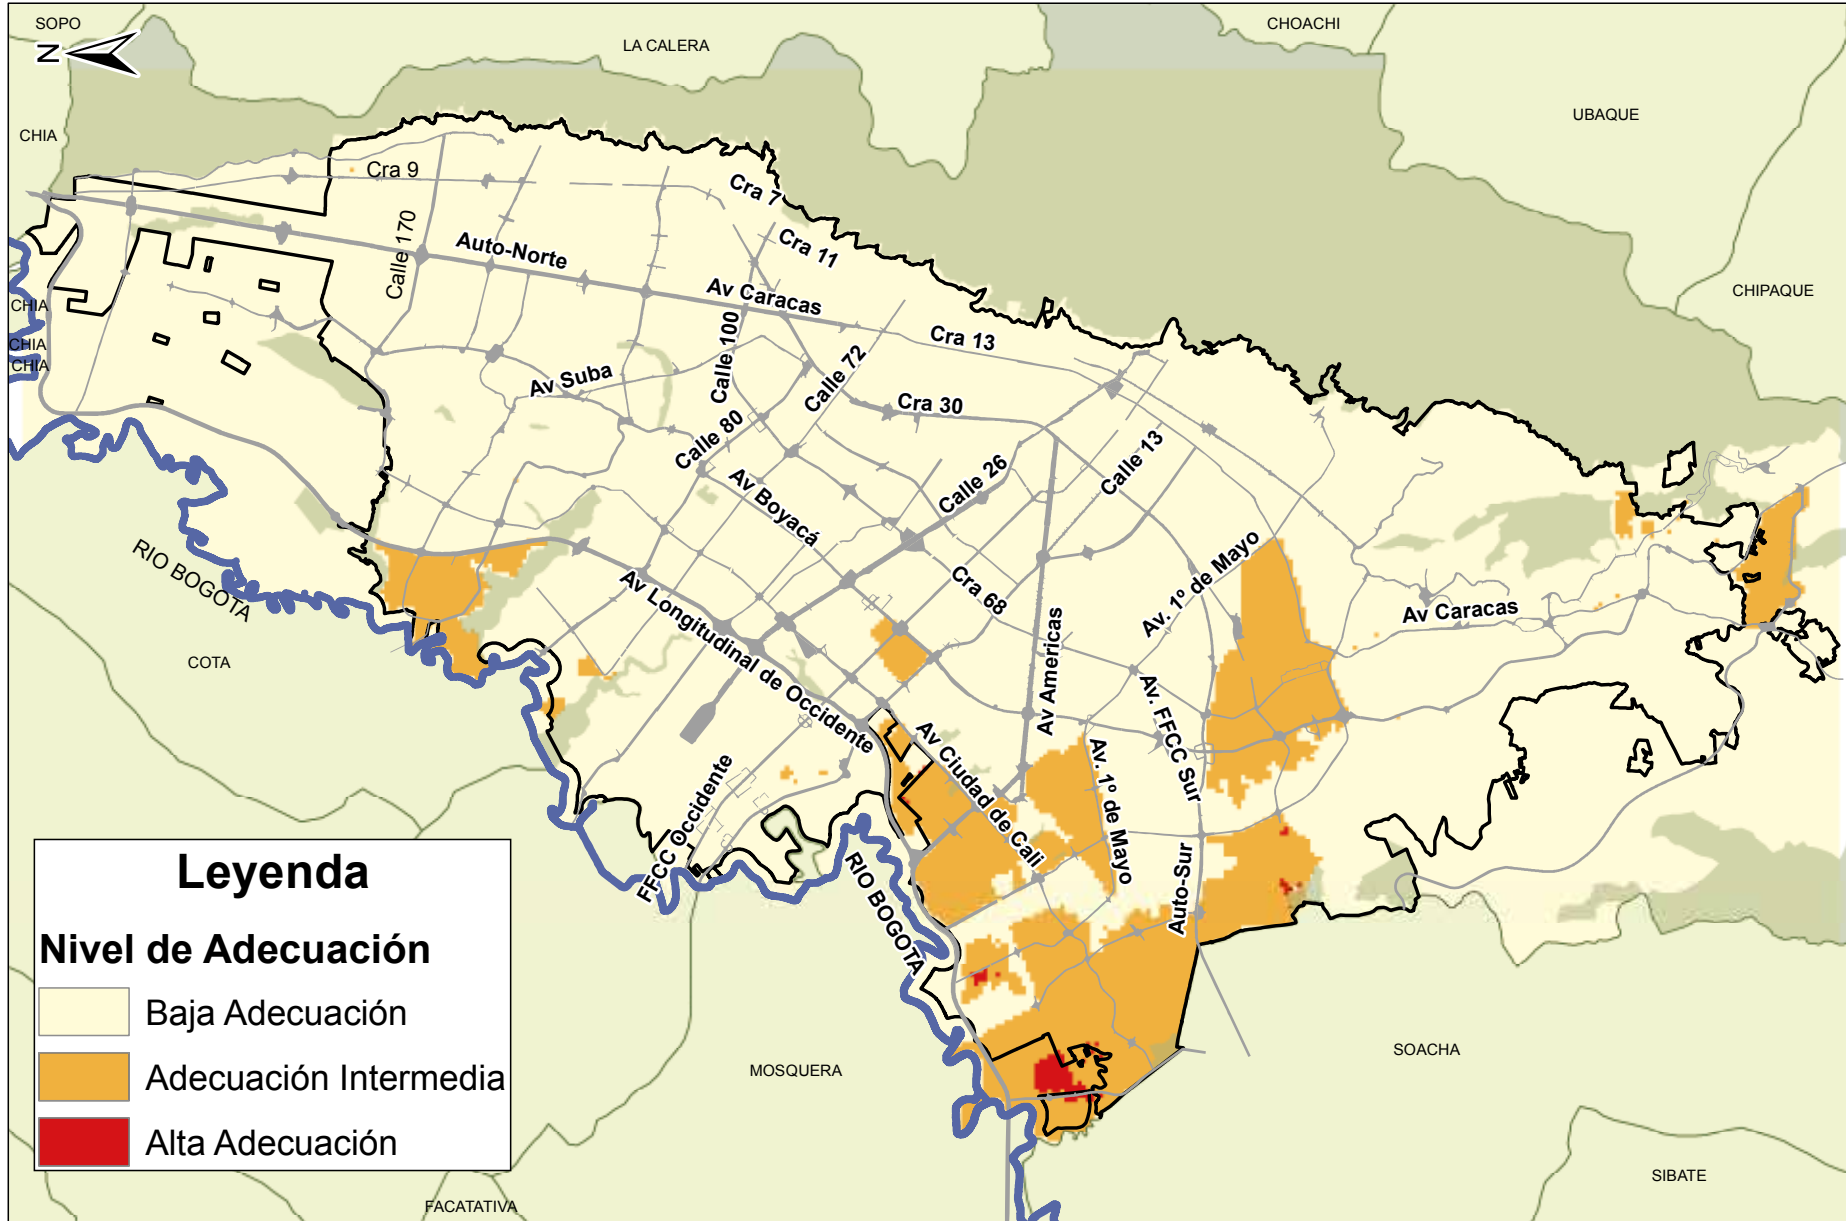 SOPO
CHOACHI
LA CALERA
N
UBAQUE
CHIA
Cra 9
Cra 7
Calle 170
Auto-Norte
Cra 11
CHIPAQUE
CHIA
Av Caracas
CHIA
CHIA
Cra 13
Calle 100
Calle 72
Av Suba
Cra 30
Calle 80
Calle 13
Calle 26
Av Boyacá
RIO BOGOTA
Av Longitudinal de Occidente
Cra 68
Av. 1º de Mayo
Av Caracas
COTA
Av Americas
Av. FFCC Sur
Av Ciudad de Cali
Av. 1º de Mayo
FFCC Occidente
RIO BOGOTA
Auto-Sur
Leyenda
Nivel de Adecuación
Baja Adecuación
Adecuación Intermedia
Alta Adecuación
MOSQUERA
SOACHA
SIBATE
FACATATIVA